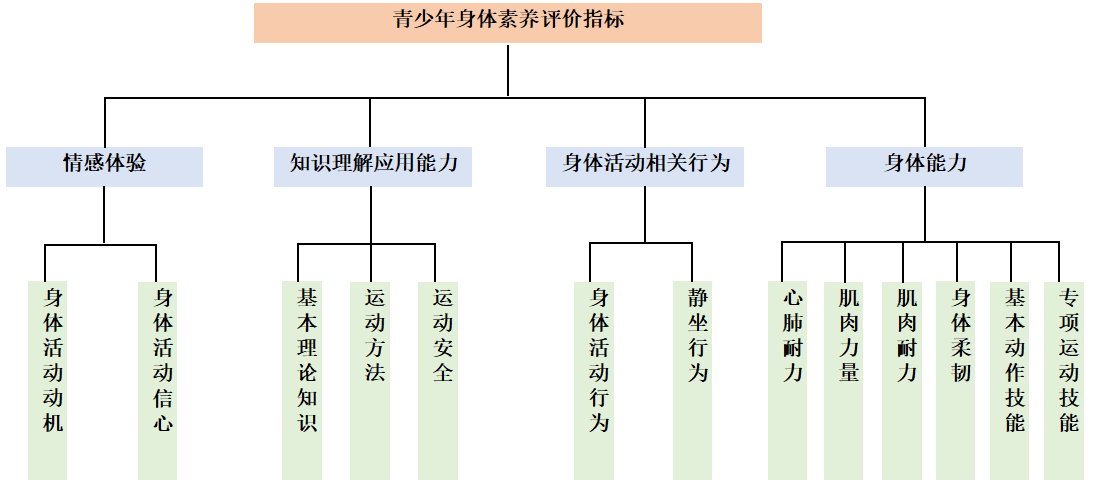 青少年身体素养评价指标
情感体验
知识理解应用能力
身体活动相关行为
身体能力
身体活动动机
身体活动信心
基本理论知识
运动方法
运动安全
身体活动行为
静坐行为
心肺耐力
肌肉力量
肌肉耐力
身体柔韧
基本动作技能
专项运动技能